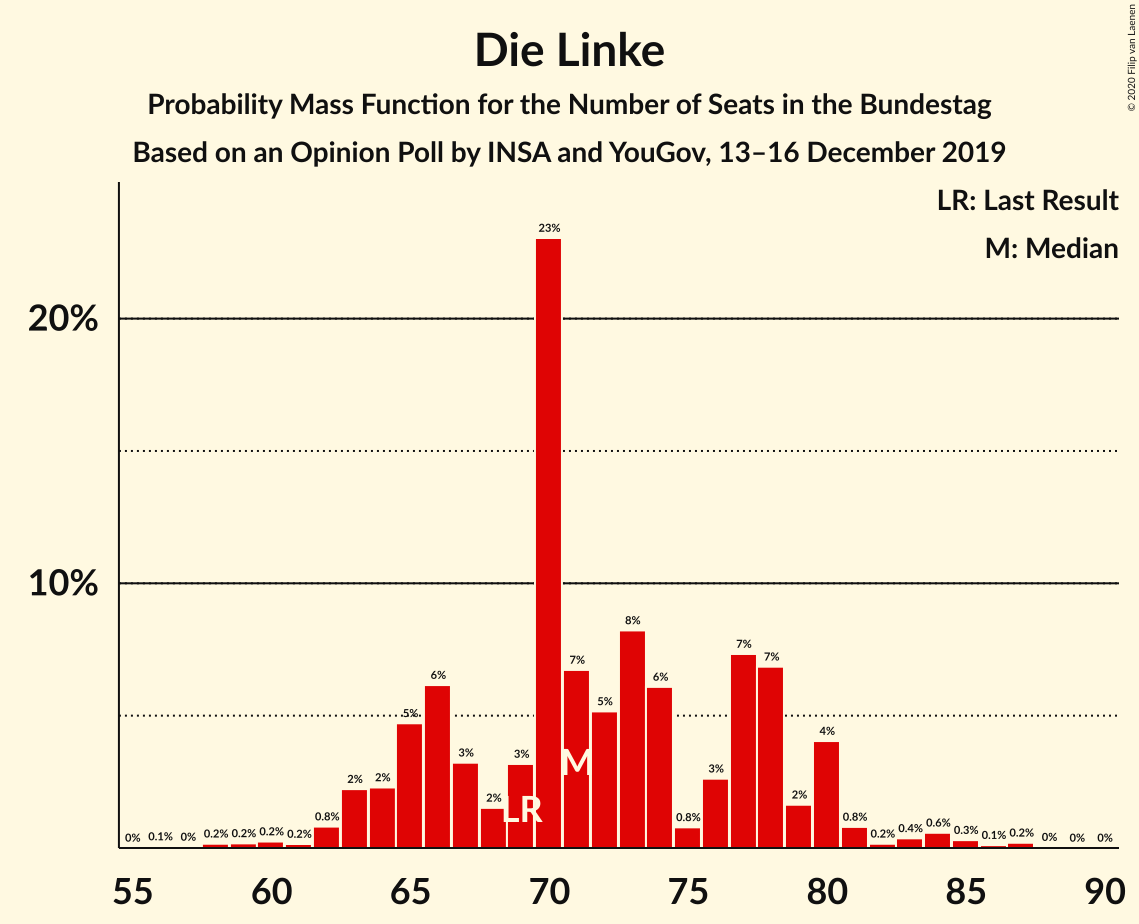 Die Linke
Probability Mass Function for the Number of Seats in the Bundestag
Based on an Opinion Poll by INSA and YouGov, 13–16 December 2019
© 2020 Filip van Laenen
LR: Last Result
M: Median
20%
10%
0% 0.1% 0% 0.2% 0.2% 0.2% 0.2% 0.8% 2% 2% 5% 6% 3% 2% 3% 23% 7% 5% 8% 6% 0.8% 3% 7% 7% 2% 4% 0.8% 0.2% 0.4% 0.6% 0.3% 0.1% 0.2% 0% 0% 0%
M
LR
55 60 65 70 75 80 85 90